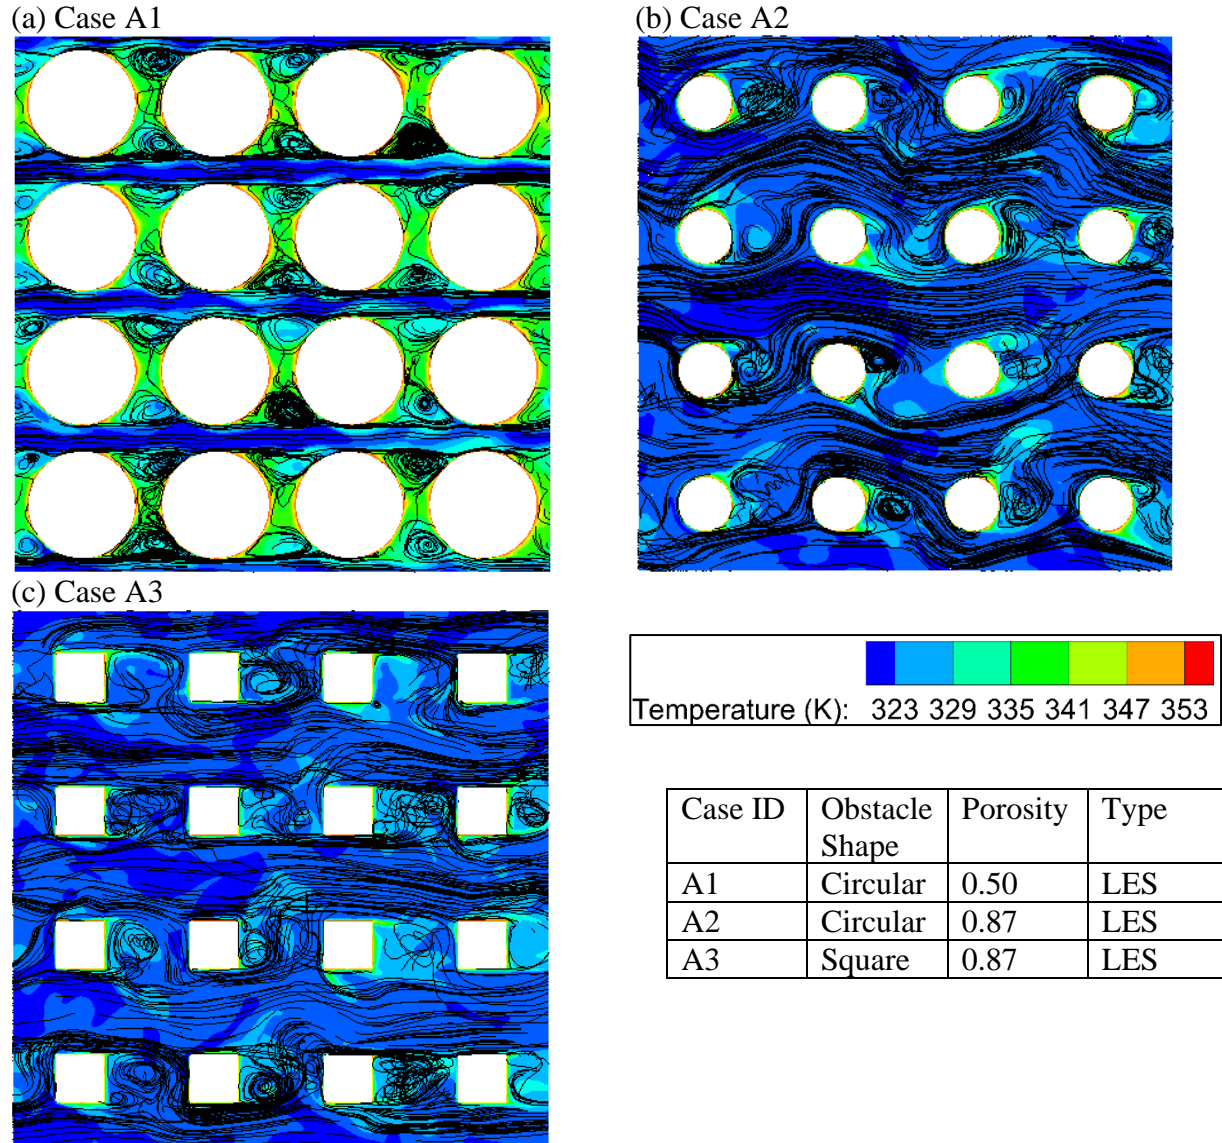 (a) Case A1
(b) Case A2
(c) Case A3
Temperature (K): 323 329 335 341 347 353
Case ID Obstacle Shape Porosity Type
A1 Circular 0.50 LES
A2 Circular 0.87 LES
A3 Square 0.87 LES